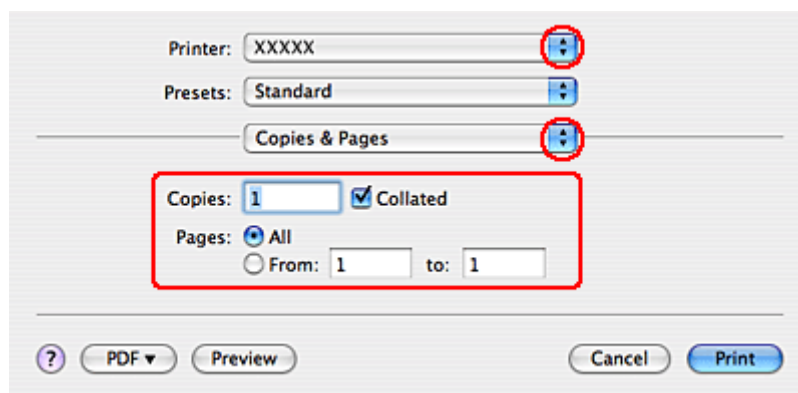 Printer: XXXXX
Presets: Standard
Copies & Pages
Copies: 1 Collated
Pages: All
From: 1 to: 1
? PDF ▼ Preview Cancel Print